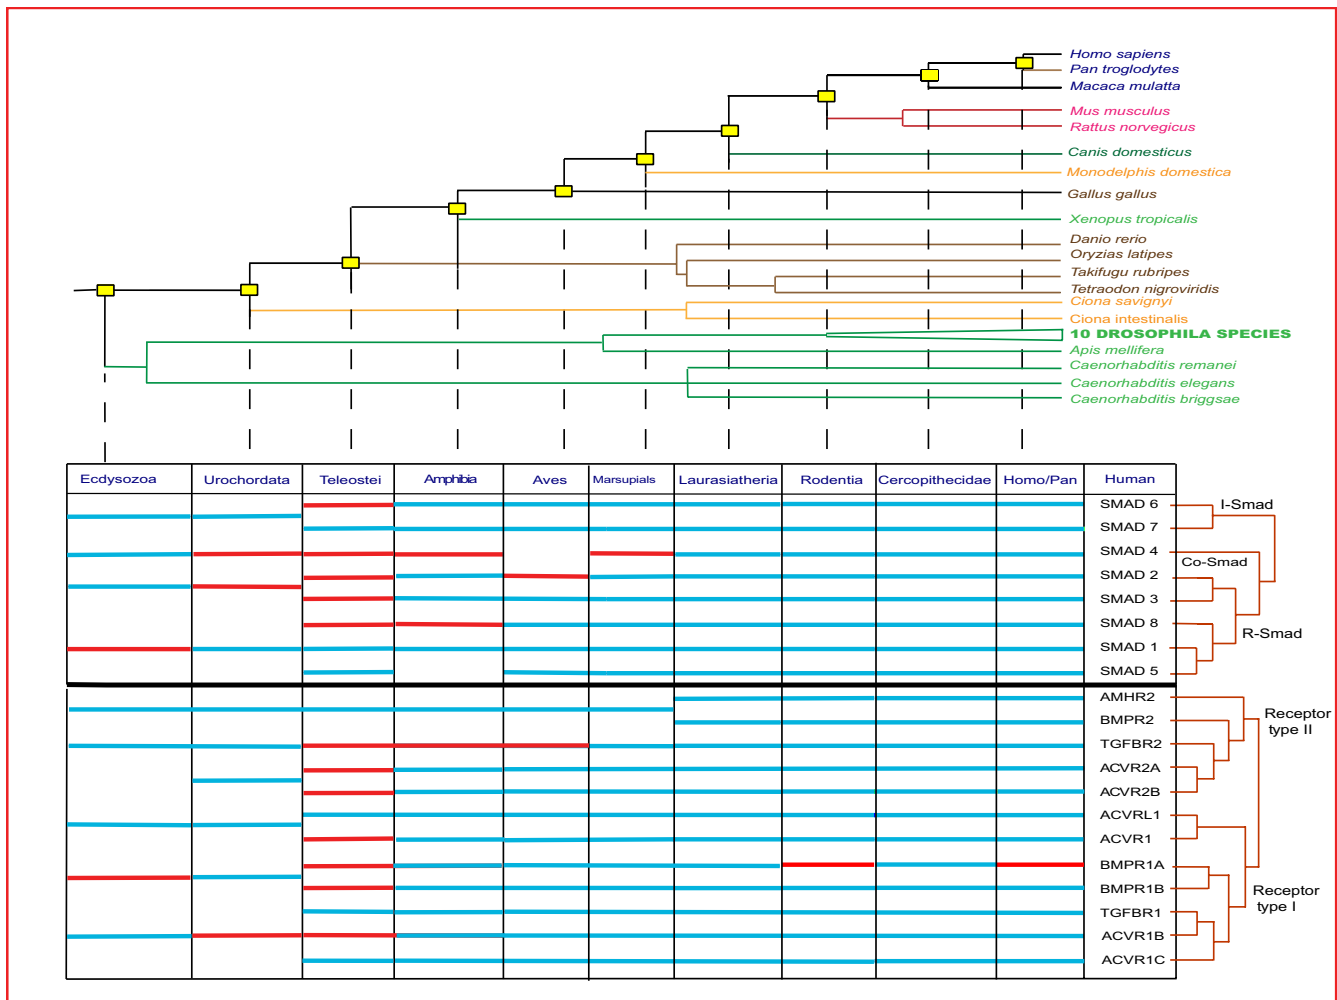 Homo sapiens
Pan troglodytes
Macaca mulatta
Mus musculus
Rattus norvegicus
Canis domesticus
Monodelphis domestica
Gallus gallus
Xenopus tropicalis
Danio rerio
Oryzias latipes
Takifugu rubripes
Tetraodon nigroviridis
Ciona savignyi
Ciona intestinalis
10 DROSOPHILA SPECIES
Apis mellifera
Caenorhabditis remanei
Caenorhabditis elegans
Caenorhabditis briggsae
Ecdysozoa Urochordata Teleostei Amphibia Aves Marsupials Laurasiatheria Rodentia Cercopithecidae Homo/Pan Human
SMAD 6
I-Smad
SMAD 7
SMAD 4
Co-Smad
SMAD 2
SMAD 3
SMAD 8
R-Smad
SMAD 1
SMAD 5
AMHR2
Receptor
type II
BMPR2
TGFBR2
ACVR2A
ACVR2B
ACVRL1
ACVR1
BMPR1A
BMPR1B
Receptor
type I
TGFBR1
ACVR1B
ACVR1C